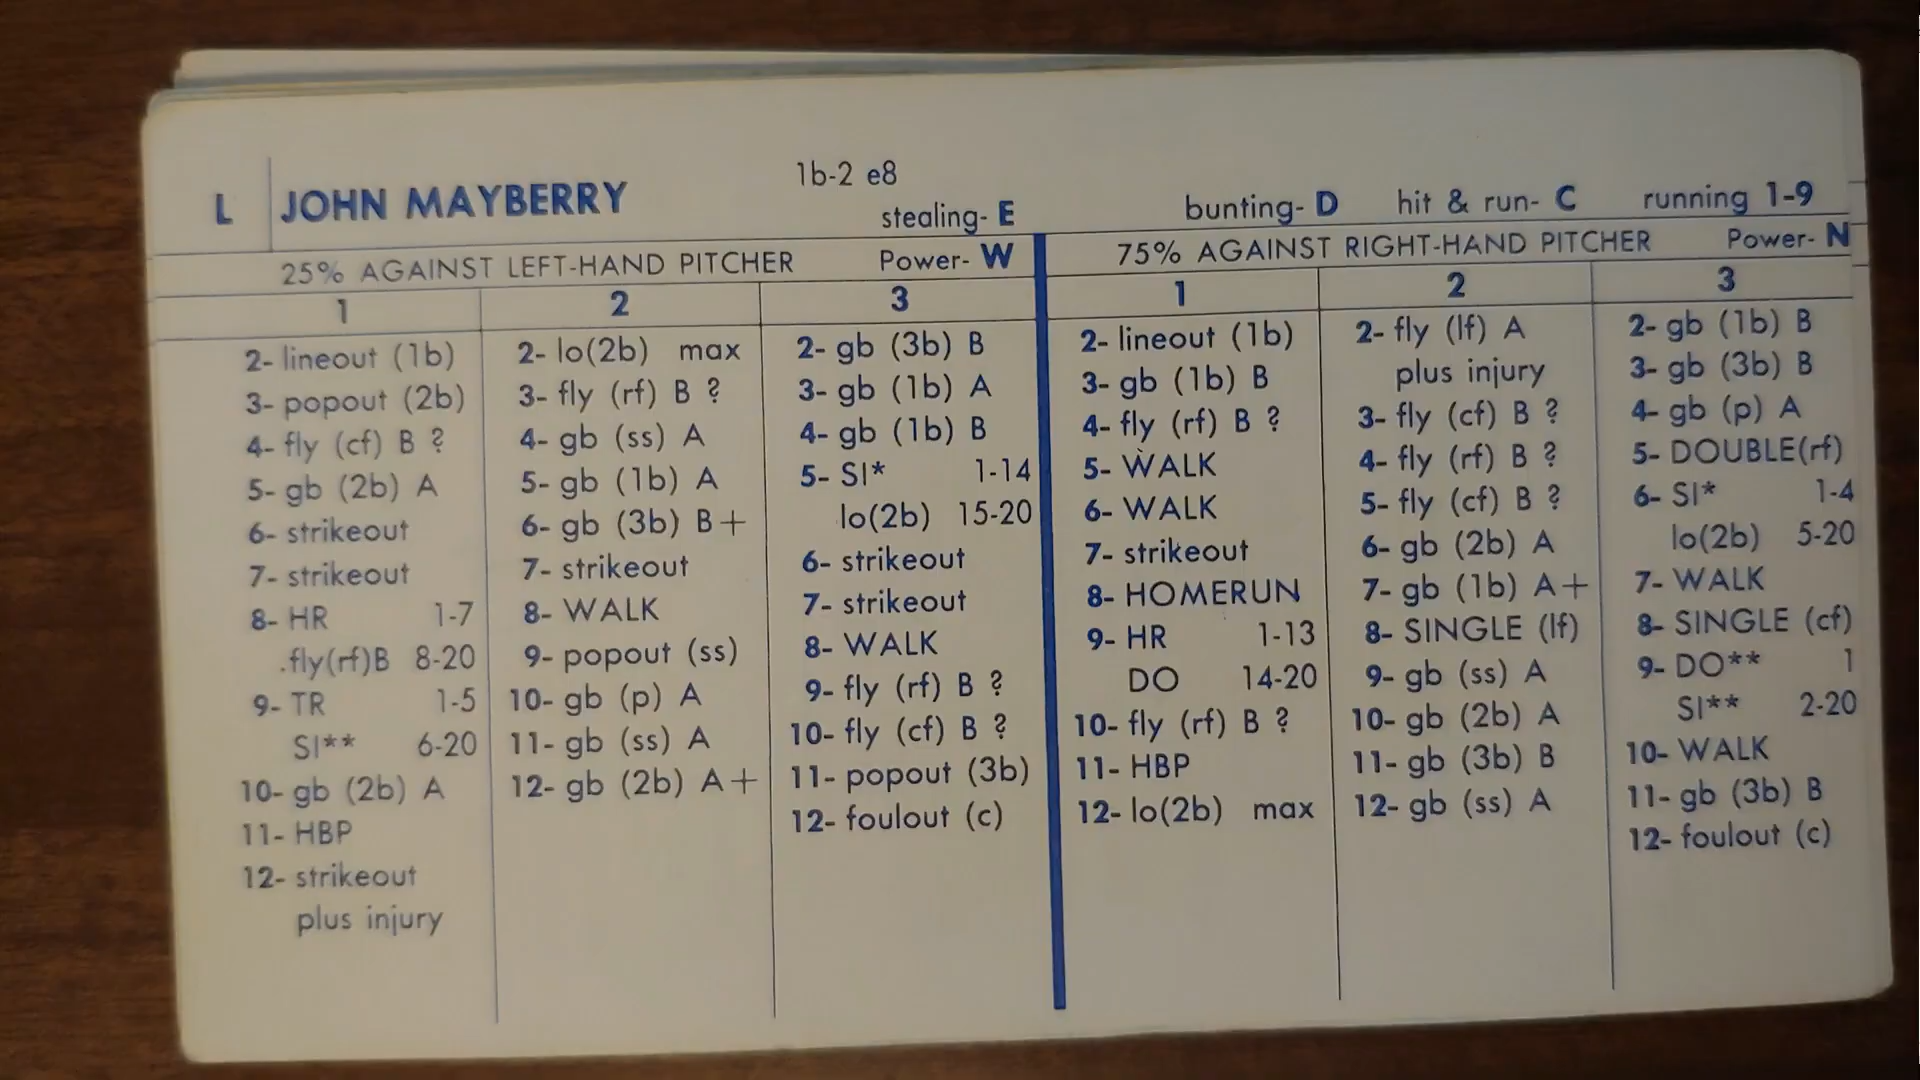 1b-2 e8
L JOHN MAYBERRY stealing- E bunting- D hit & run- C running 1-9
25% AGAINST LEFT-HAND PITCHER Power- W
1
2- lineout (1b)
3- popout (2b)
4- fly (cf) B ?
5- gb (2b) A
6- strikeout
7- strikeout
8- HR 1-7
fly(rf)B 8-20
9- TR 1-5
SI** 6-20
10- gb (2b) A
11- HBP
12- strikeout
plus injury
2
2- lo(2b) max
3- fly (rf) B ?
4- gb (ss) A
5- gb (1b) A
6- gb (3b) B+
7- strikeout
8- WALK
9- popout (ss)
10- gb (p) A
11- gb (ss) A
12- gb (2b) A+
3
2- gb (3b) B
3- gb (1b) A
4- gb (1b) B
5- SI* 1-14
lo(2b) 15-20
6- strikeout
7- strikeout
8- WALK
9- fly (rf) B ?
10- fly (cf) B ?
11- popout (3b)
12- foulout (c)
75% AGAINST RIGHT-HAND PITCHER Power- N
1
2- lineout (1b)
3- gb (1b) B
4- fly (rf) B ?
5- WALK
6- WALK
7- strikeout
8- HOMERUN
9- HR 1-13
DO 14-20
10- fly (rf) B ?
11- HBP
12- lo(2b) max
2
2- fly (lf) A
plus injury
3- fly (cf) B ?
4- fly (rf) B ?
5- fly (cf) B ?
6- gb (2b) A
7- gb (1b) A+
8- SINGLE (lf)
9- gb (ss) A
10- gb (2b) A
11- gb (3b) B
12- gb (ss) A
3
2- gb (1b) B
3- gb (3b) B
4- gb (p) A
5- DOUBLE(rf)
6- SI* 1-4
lo(2b) 5-20
7- WALK
8- SINGLE (cf)
9- DO** 1
SI** 2-20
10- WALK
11- gb (3b) B
12- foulout (c)